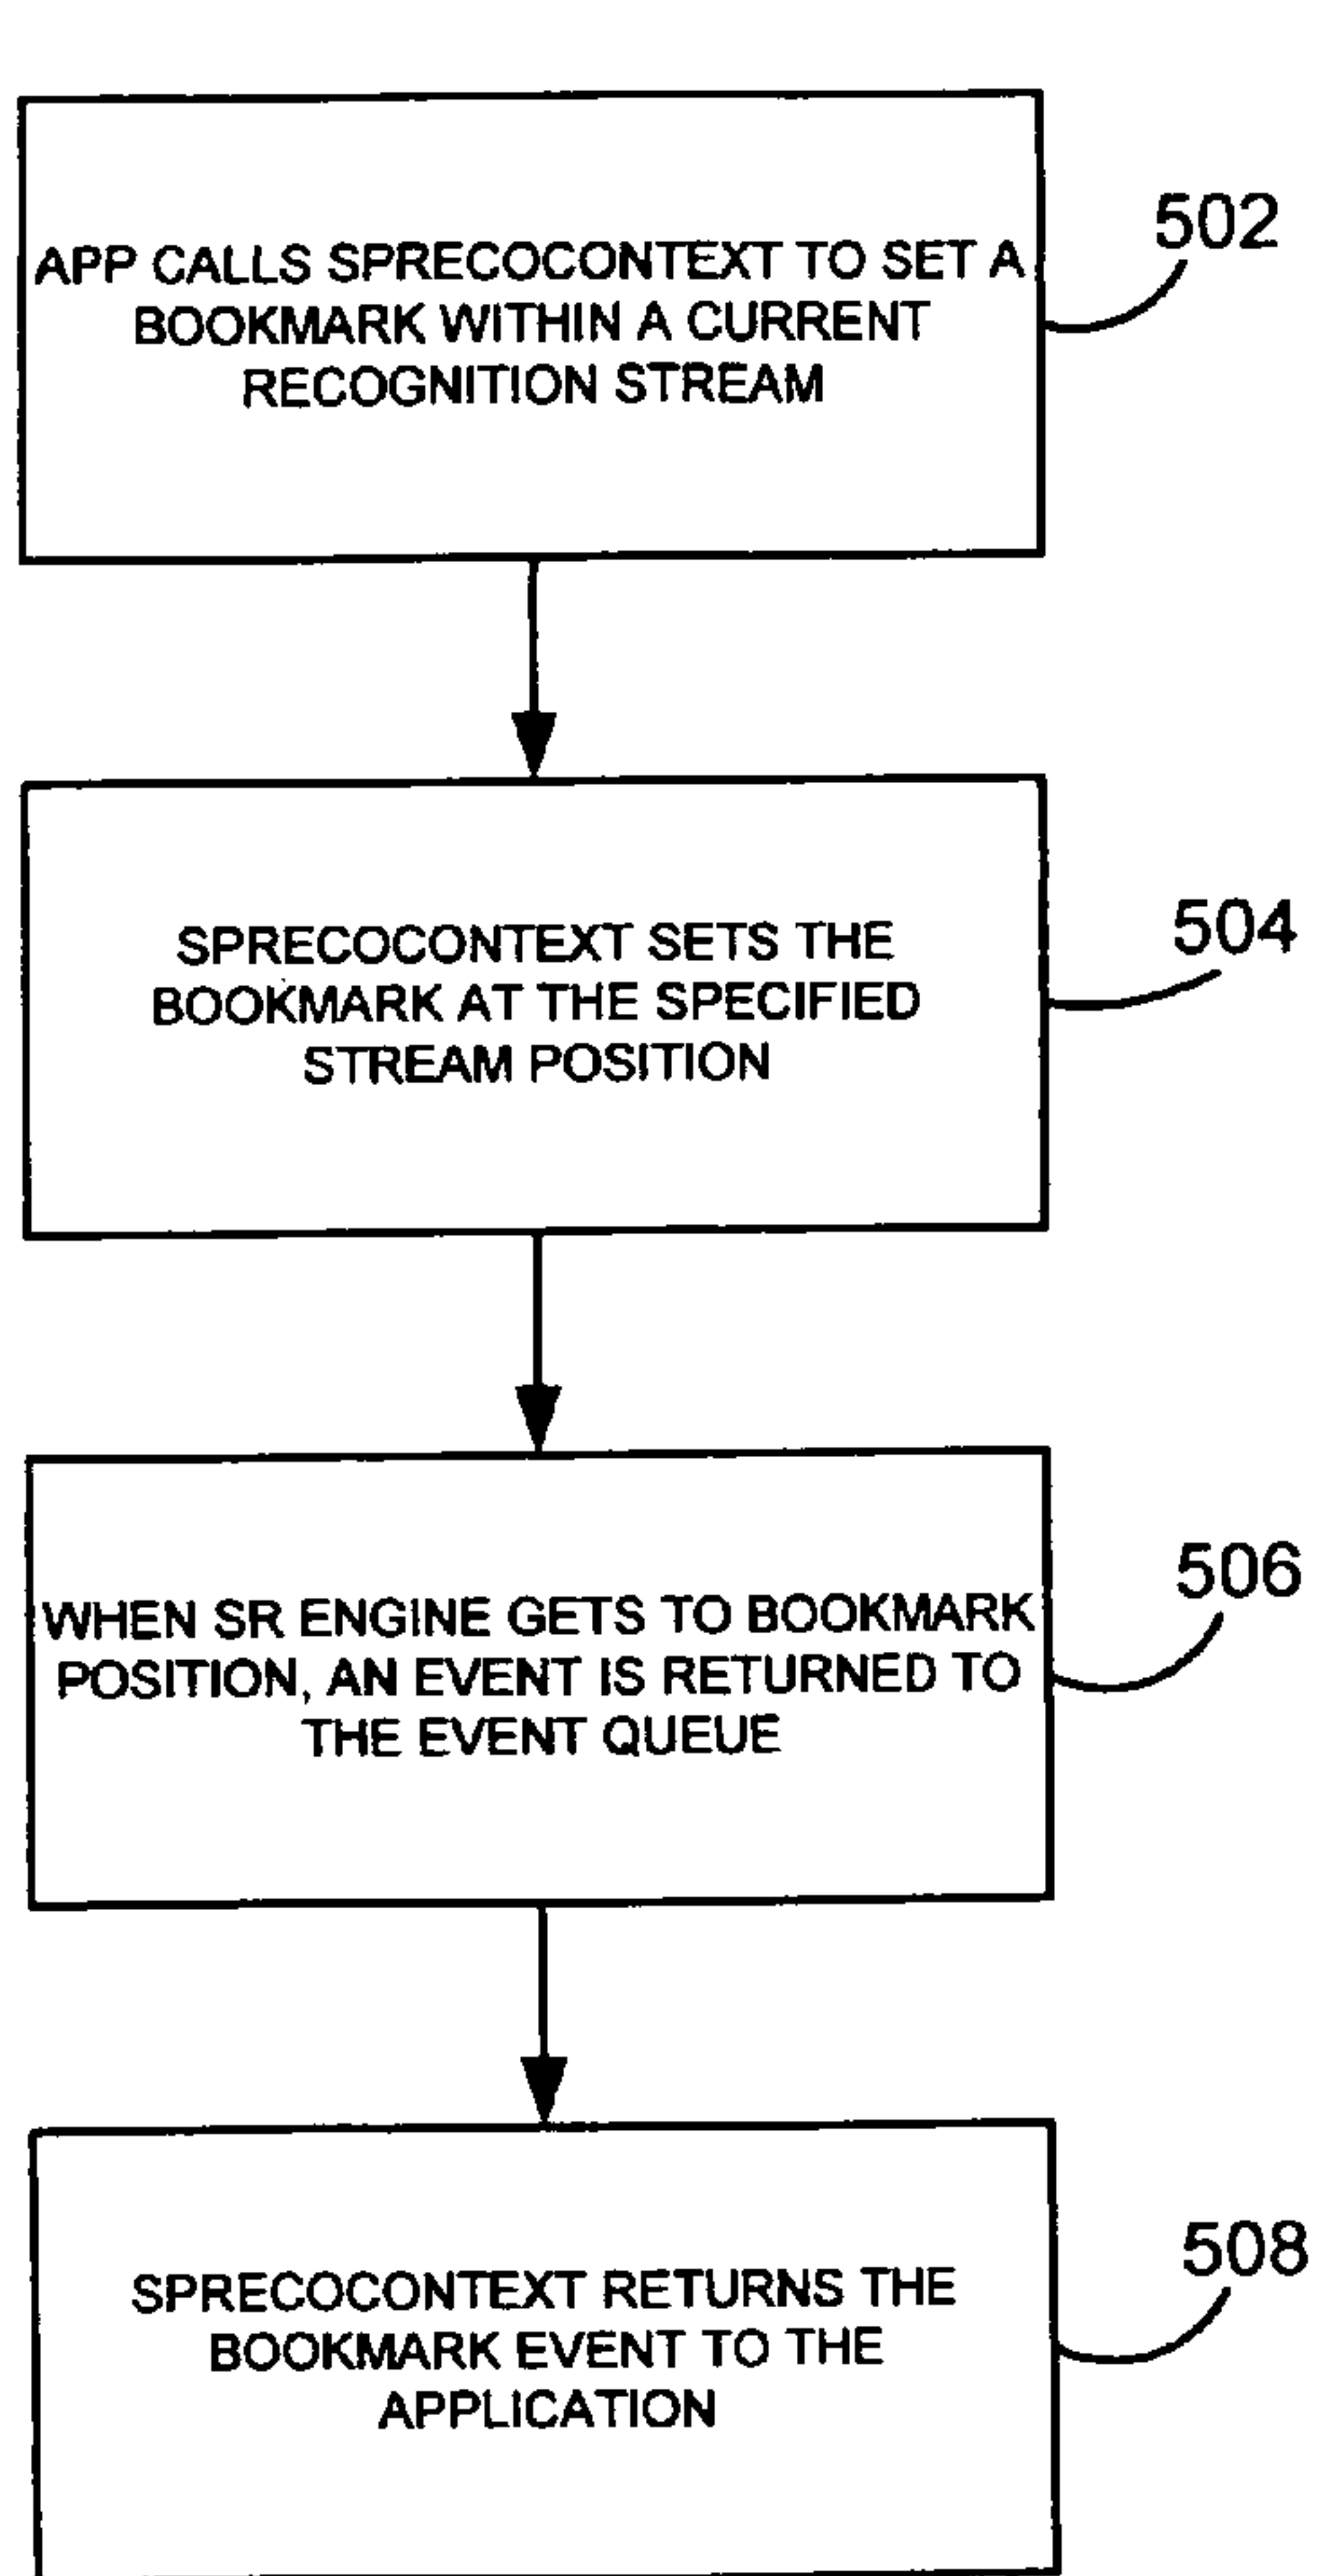 APP CALLS SPRECOCONTEXT TO SET A
BOOKMARK WITHIN A CURRENT
RECOGNITION STREAM
502
SPRECOCONTEXT SETS THE
BOOKMARK AT THE SPECIFIED
STREAM POSITION
504
WHEN SR ENGINE GETS TO BOOKMARK
POSITION, AN EVENT IS RETURNED TO
THE EVENT QUEUE
506
SPRECOCONTEXT RETURNS THE
BOOKMARK EVENT TO THE
APPLICATION
508